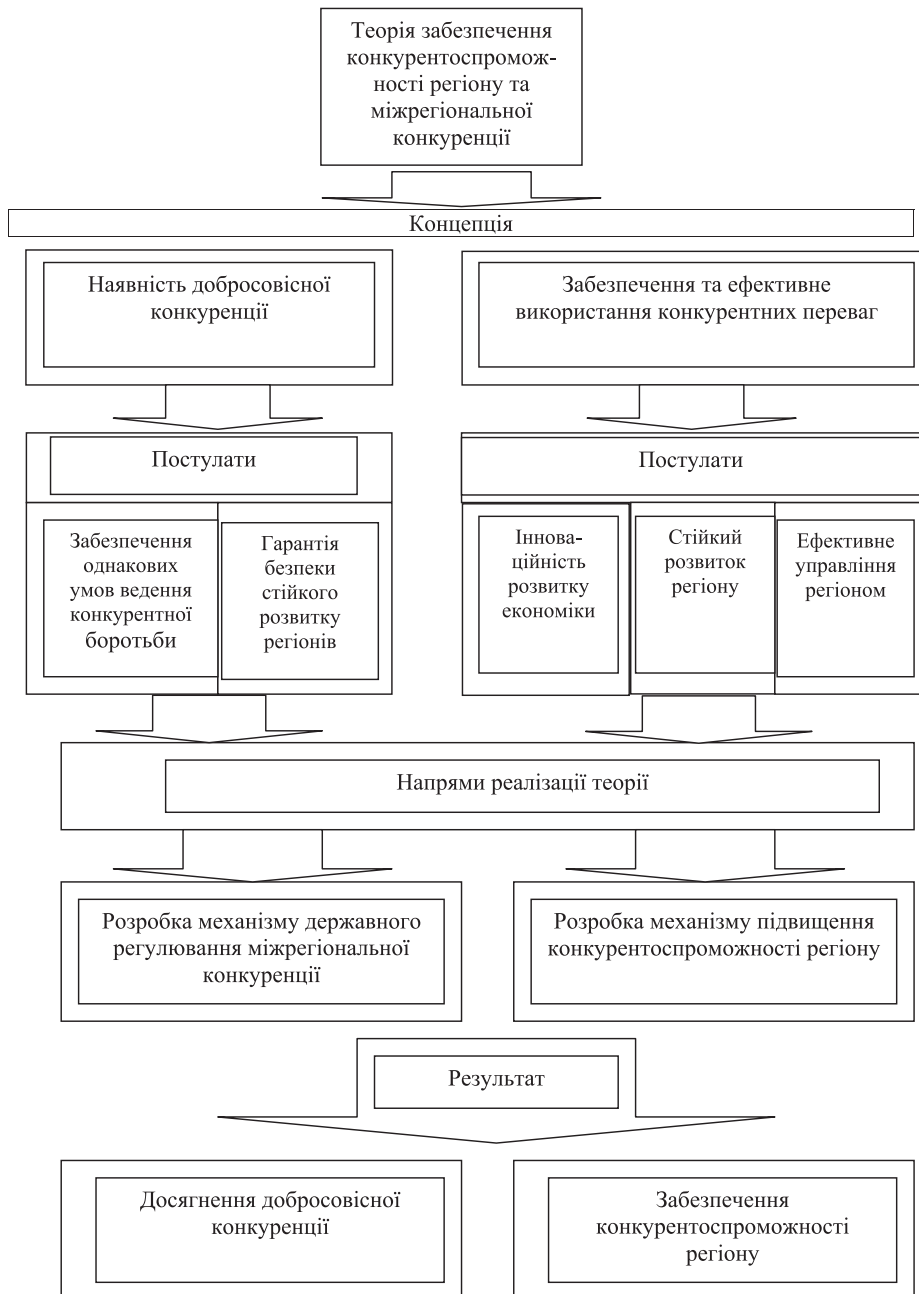 Теорія забезпечення
конкурентоспромож-
ності регіону та
міжрегіональної
конкуренції
Концепція
Наявність добросовісної
конкуренції
Забезпечення та ефективне
використання конкурентних переваг
Постулати
Постулати
Забезпечення
однакових
умов ведення
конкурентної
боротьби
Гарантія
безпеки
стійкого
розвитку
регіонів
Іннова-
ційність
розвитку
економіки
Стійкий
розвиток
регіону
Ефективне
управління
регіоном
Напрями реалізації теорії
Розробка механізму державного
регулювання міжрегіональної
конкуренції
Розробка механізму підвищення
конкурентоспроможності регіону
Результат
Досягнення добросовісної
конкуренції
Забезпечення
конкурентоспроможності
регіону